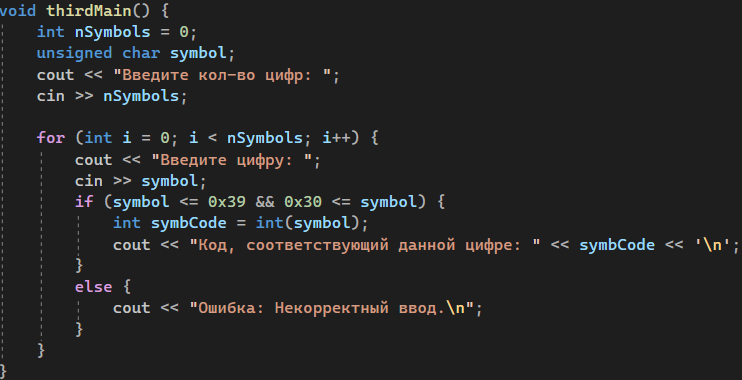 void thirdMain() {
    int nSymbols = 0;
    unsigned char symbol;
    cout << "Введите кол-во цифр: ";
    cin >> nSymbols;

    for (int i = 0; i < nSymbols; i++) {
        cout << "Введите цифру: ";
        cin >> symbol;
        if (symbol <= 0x39 && 0x30 <= symbol) {
            int symbCode = int(symbol);
            cout << "Код, соответствующий данной цифре: " << symbCode << '\n';
        }
        else {
            cout << "Ошибка: Некорректный ввод.\n";
        }
    }
}